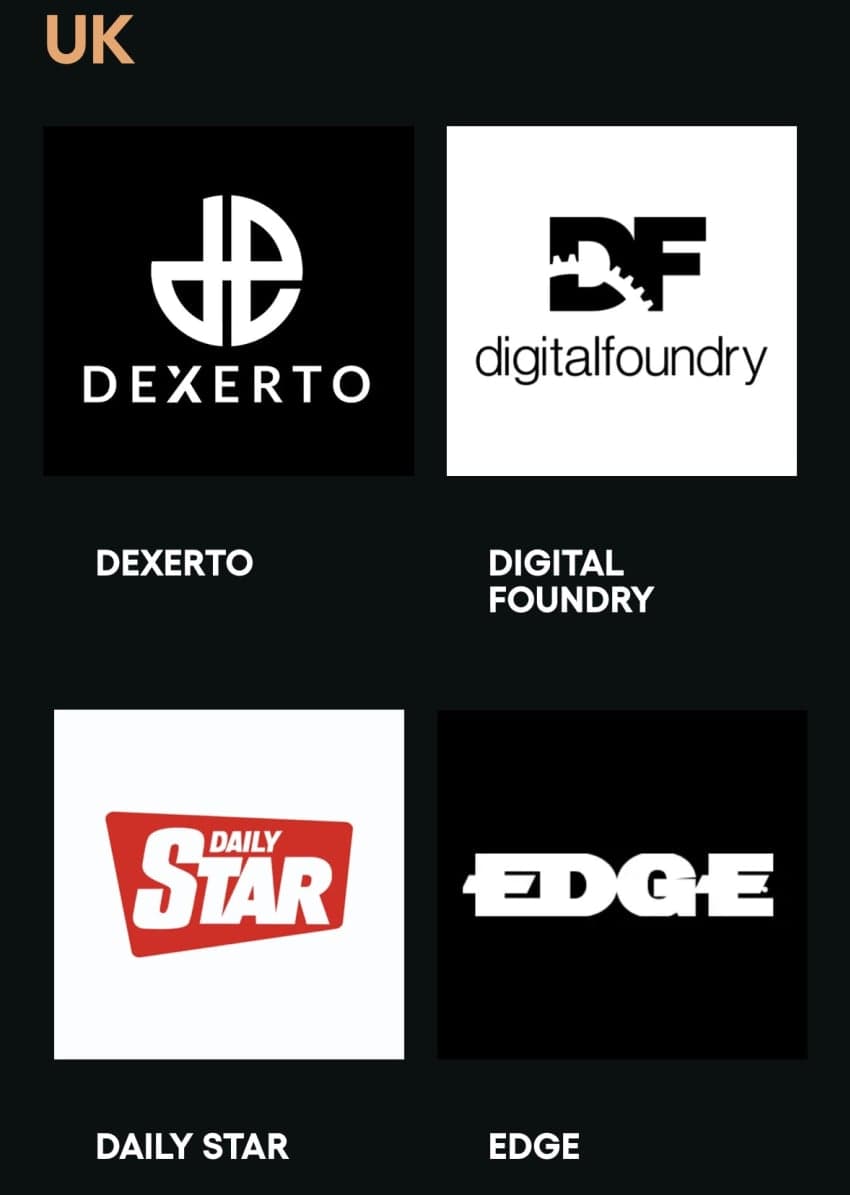 UK
DEXERTO
DF
digitalfoundry
DEXERTO
DIGITAL
FOUNDRY
DAILY
STAR
EDGE
DAILY STAR
EDGE